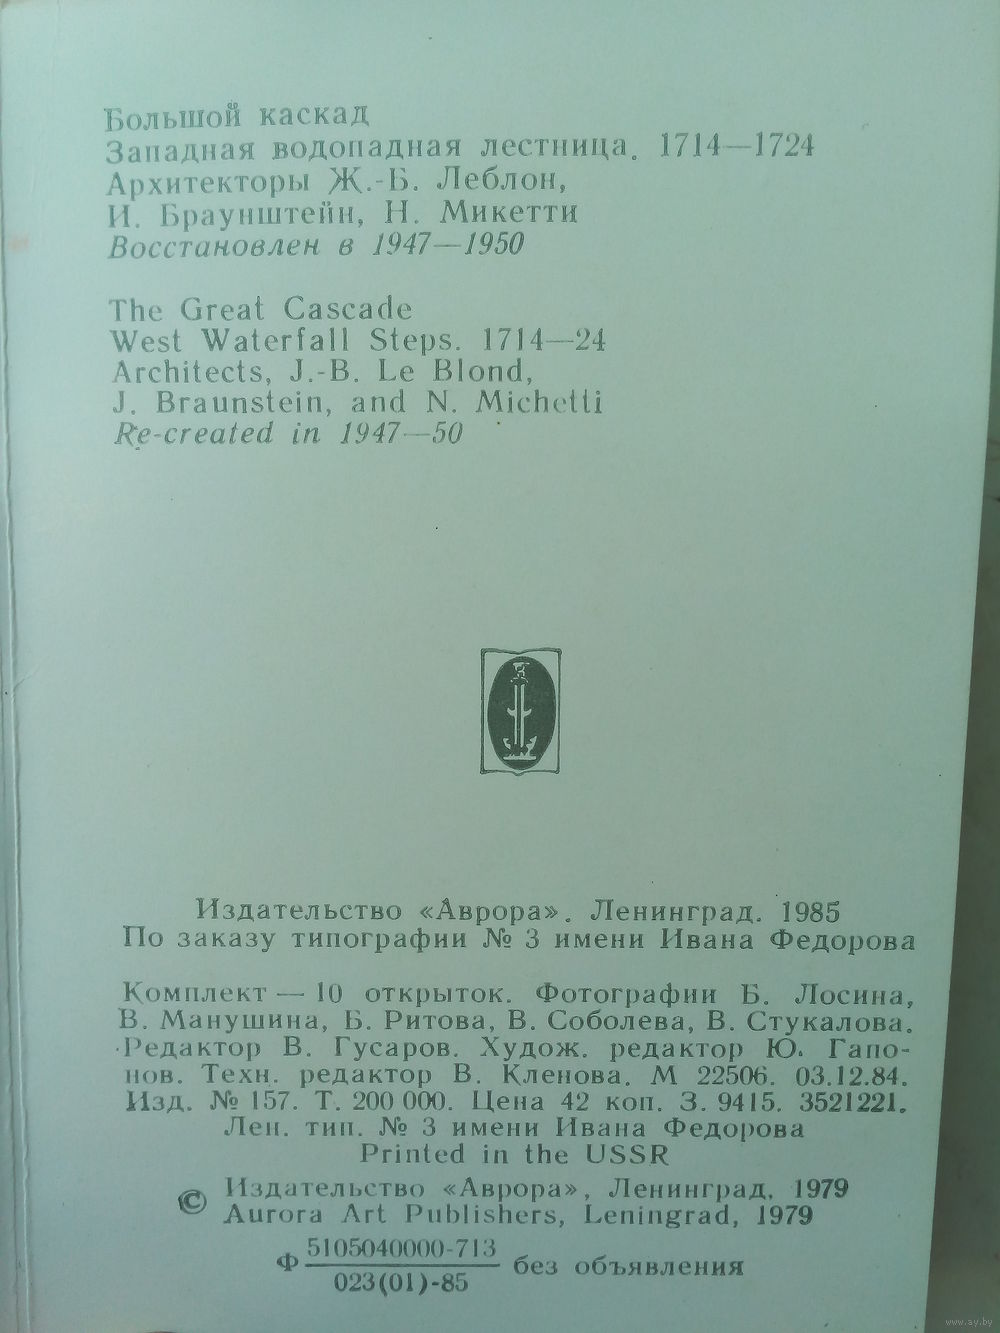 Большой каскад
Западная водопадная лестница. 1714—1724
Архитекторы Ж.-Б. Леблон,
И. Браунштейн, Н. Микетти
Восстановлен в 1947—1950
The Great Cascade
West Waterfall Steps. 1714—24
Architects, J.-B. Le Blond,
J. Braunstein, and N. Michetti
Re-created in 1947—50
Издательство «Аврора». Ленинград. 1985
По заказу типографии № 3 имени Ивана Федорова
Комплект — 10 открыток. Фотографии Б. Лосина,
В. Манушина, Б. Ритова, В. Соболева, В. Стукалова.
Редактор В. Гусаров. Худож. редактор Ю. Гапо-
нов. Техн. редактор В. Кленова. М 22506. 03.12.84.
Изд. № 157. Т. 200 000. Цена 42 коп. З. 9415. 3521221.
Лен. тип. № 3 имени Ивана Федорова
Printed in the USSR
© Издательство «Аврора», Ленинград, 1979
Aurora Art Publishers, Leningrad, 1979
Ф 5105040000-713
023(01)-85 без объявления
www.ay.by